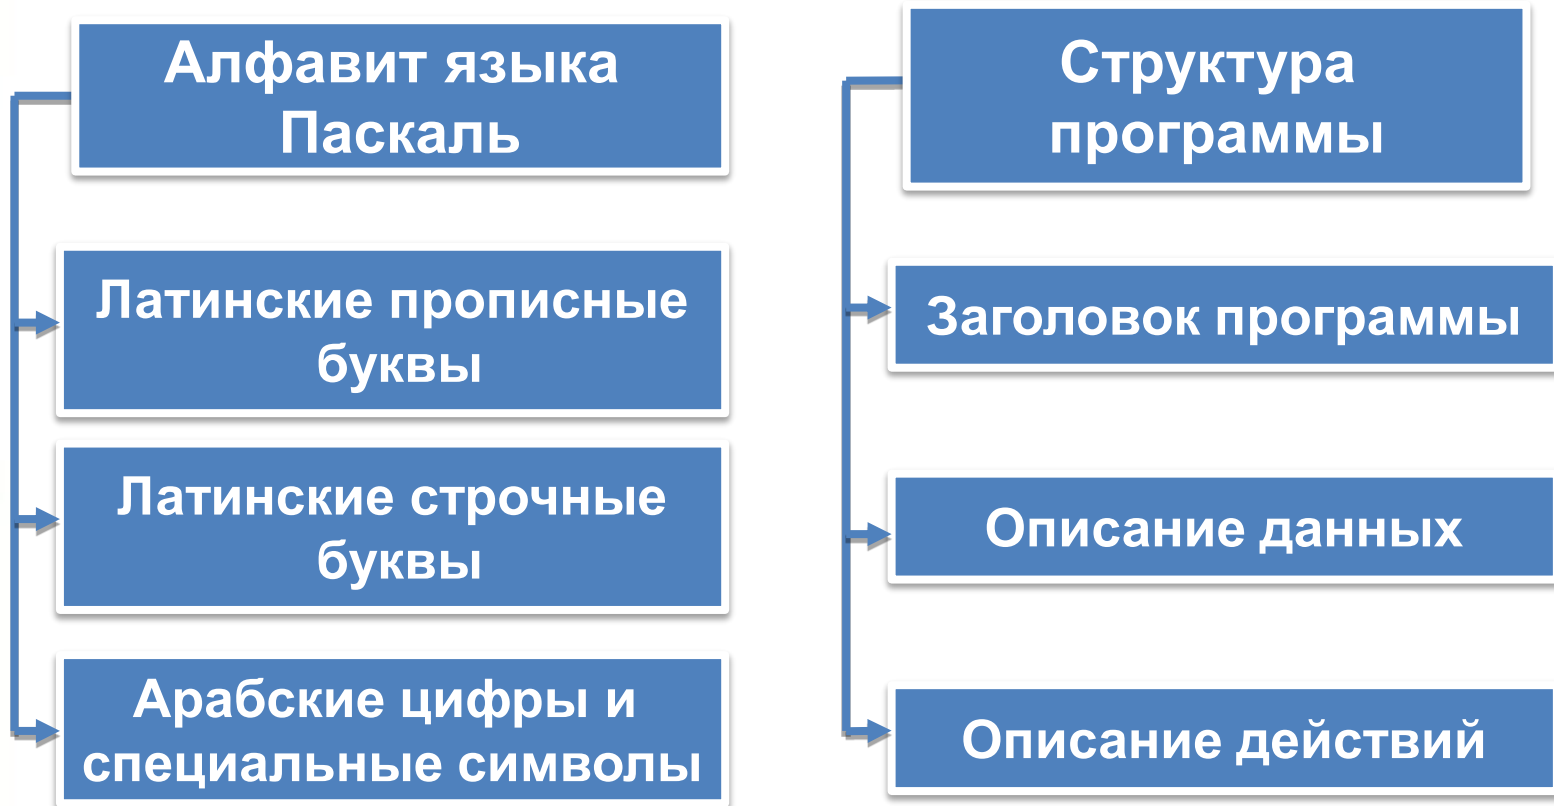 Алфавит языка
Паскаль
Латинские прописные
буквы
Латинские строчные
буквы
Арабские цифры и
специальные символы
Структура
программы
Заголовок программы
Описание данных
Описание действий